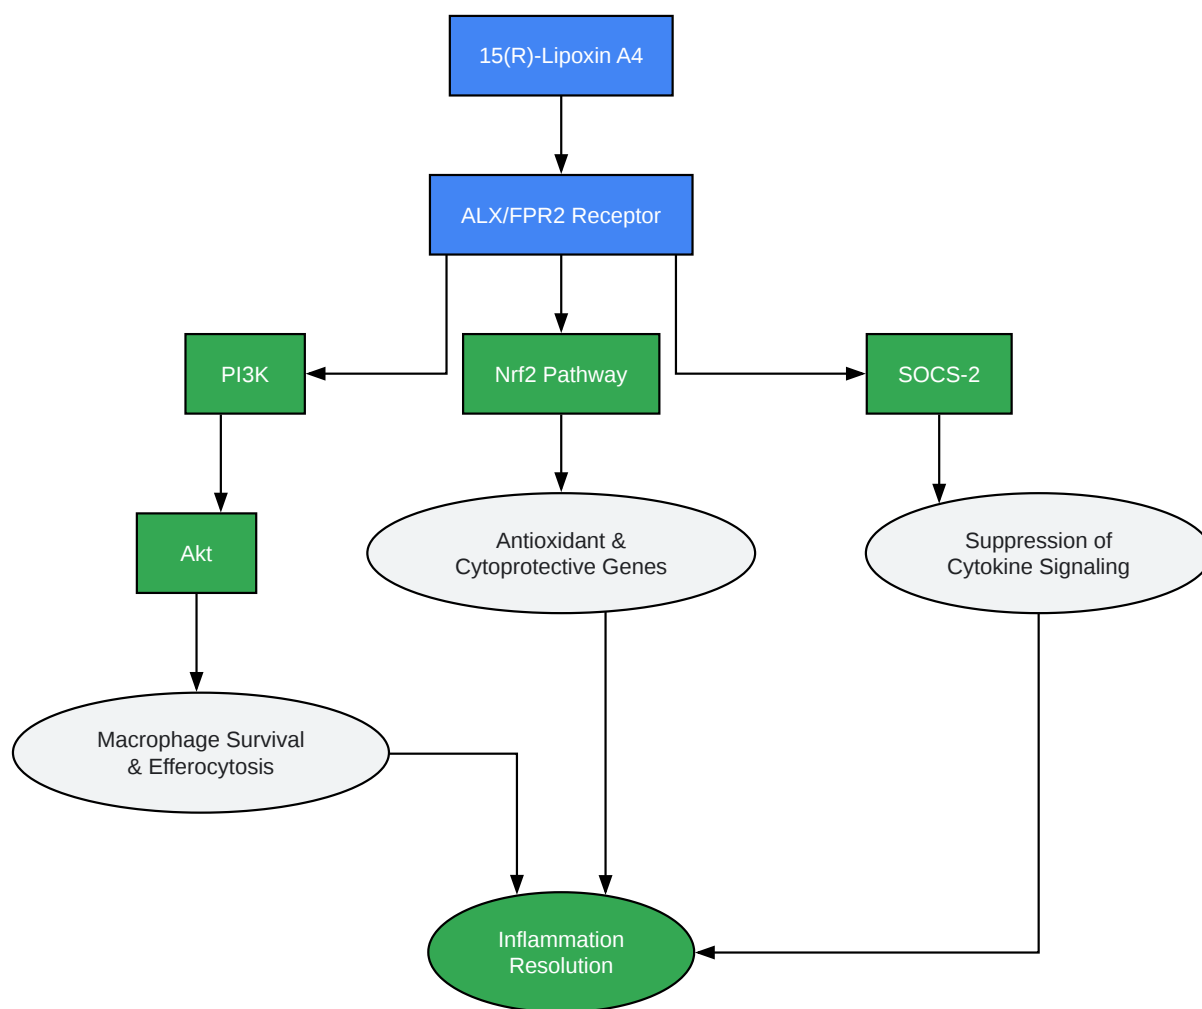 15(R)-Lipoxin A4
ALX/FPR2 Receptor
PI3K
Nrf2 Pathway
SOCS-2
Akt
Antioxidant &
Cytoprotective Genes
Suppression of
Cytokine Signaling
Macrophage Survival
& Efferocytosis
Inflammation
Resolution